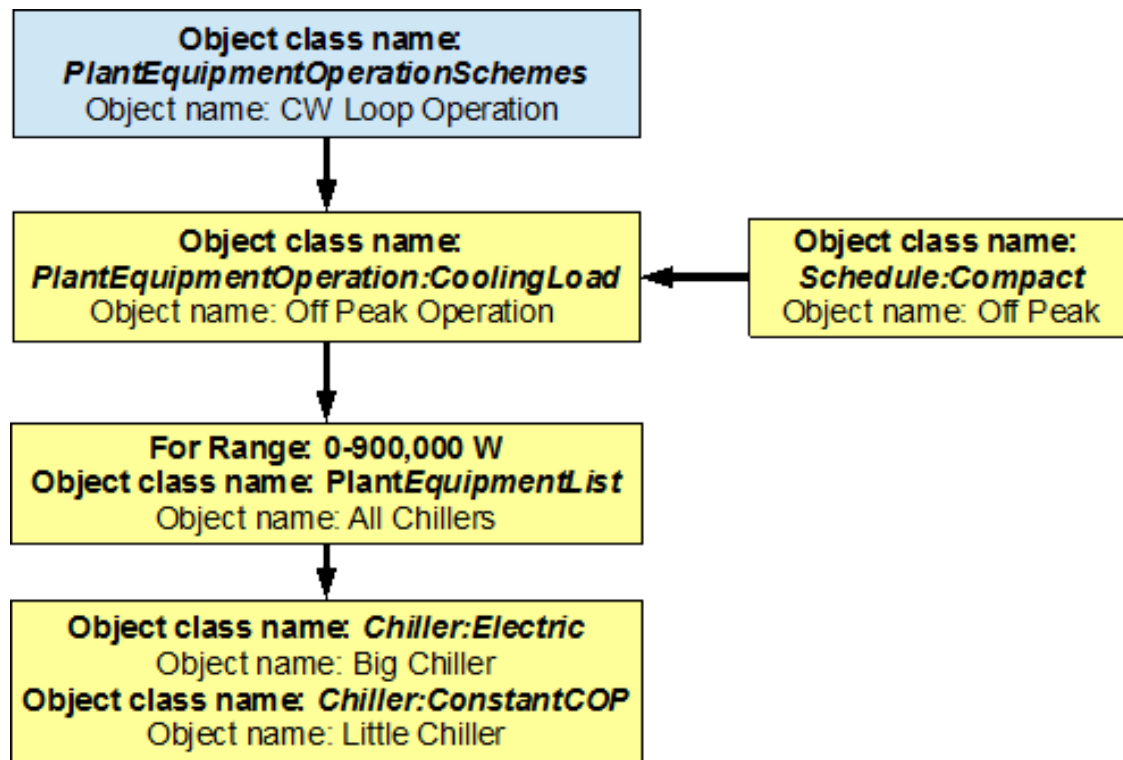 Object class name:
PlantEquipmentOperationSchemes
Object name: CW Loop Operation
Object class name:
PlantEquipmentOperation:CoolingLoad
Object name: Off Peak Operation
Object class name:
Schedule:Compact
Object name: Off Peak
For Range: 0-900,000 W
Object class name: PlantEquipmentList
Object name: All Chillers
Object class name: Chiller:Electric
Object name: Big Chiller
Object class name: Chiller:ConstantCOP
Object name: Little Chiller